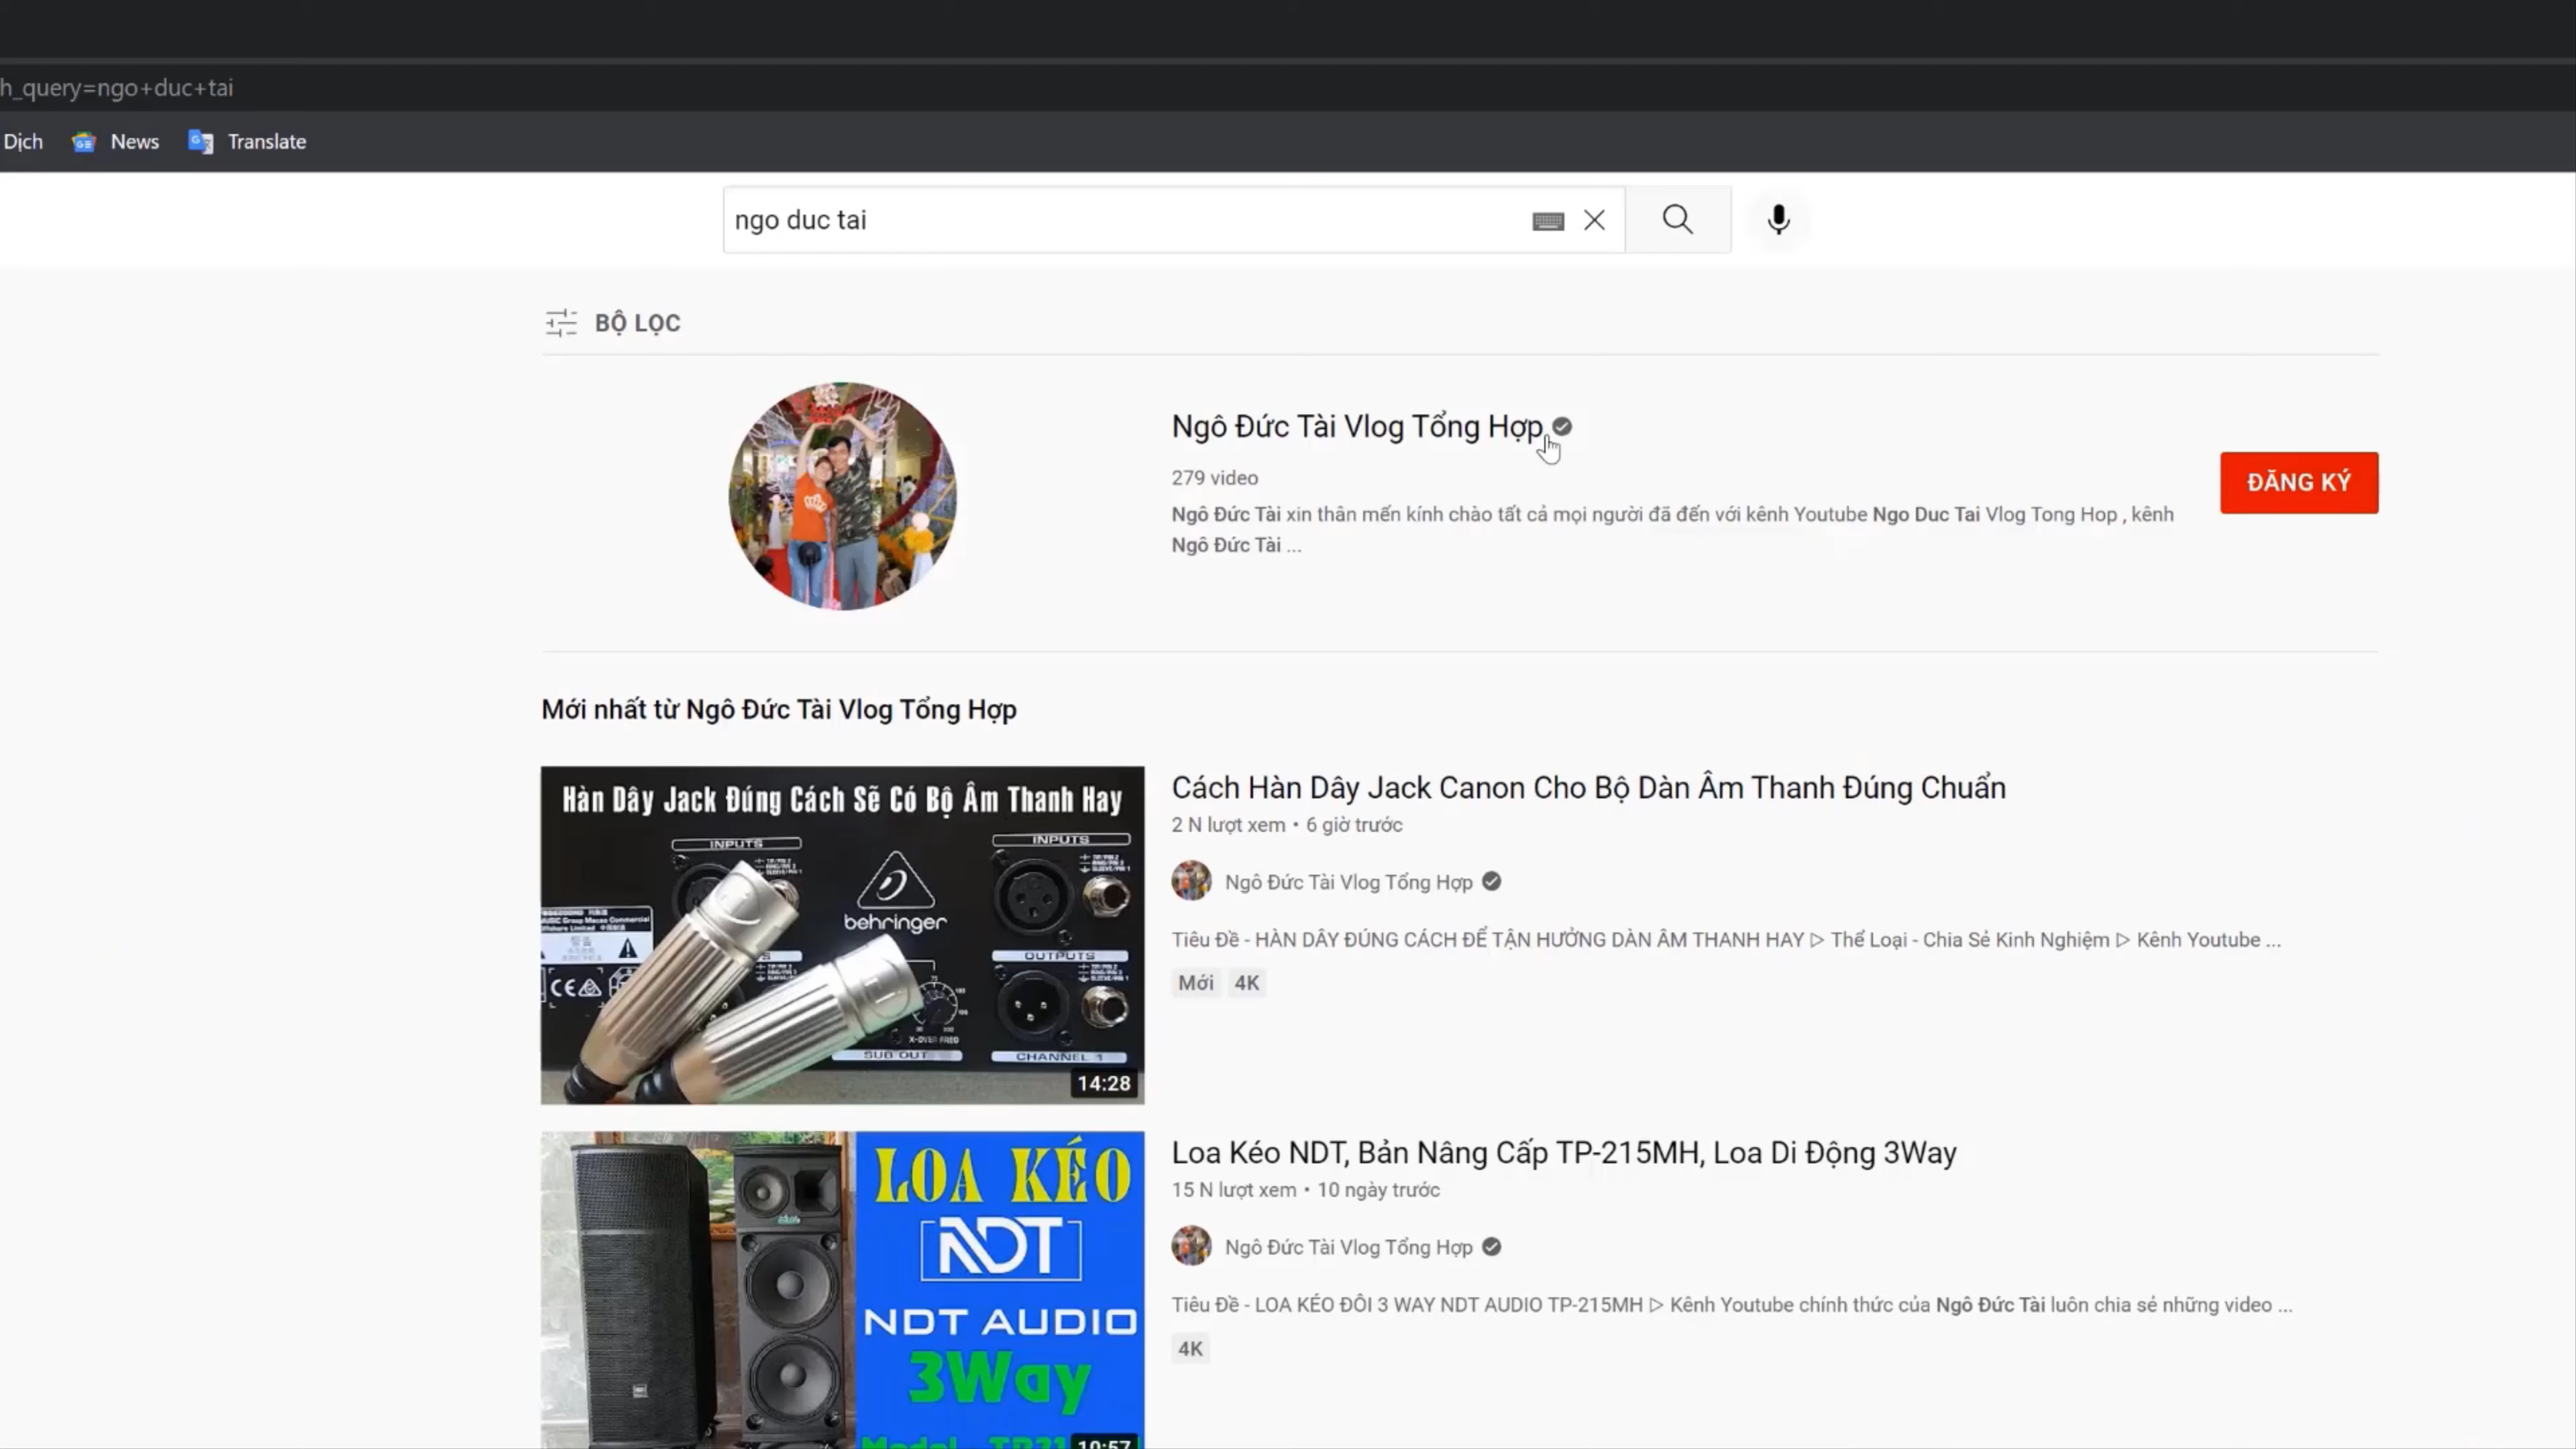 h_query=ngo+duc+tai
Dịch News Translate
ngo duc tai
BỘ LỌC
Ngô Đức Tài Vlog Tổng Hợp
279 video
Ngô Đức Tài xin thân mến kính chào tất cả mọi người đã đến với kênh Youtube Ngo Duc Tai Vlog Tong Hop , kênh
Ngô Đức Tài ...
ĐĂNG KÝ
Mới nhất từ Ngô Đức Tài Vlog Tổng Hợp
Hàn Dây Jack Đúng Cách Sẽ Có Bộ Âm Thanh Hay
INPUTS
INPUTS
behringer
OUTPUTS
X-OVER FREQ
SUB OUT
CHANNEL 1
14:28
Cách Hàn Dây Jack Canon Cho Bộ Dàn Âm Thanh Đúng Chuẩn
2 N lượt xem • 6 giờ trước
Ngô Đức Tài Vlog Tổng Hợp
Tiêu Đề - HÀN DÂY ĐÚNG CÁCH ĐỂ TẬN HƯỞNG DÀN ÂM THANH HAY ▷ Thể Loại - Chia Sẻ Kinh Nghiệm ▷ Kênh Youtube ...
Mới 4K
LOA KÉO
NDT
NDT AUDIO
3Way
10:57
Loa Kéo NDT, Bản Nâng Cấp TP-215MH, Loa Di Động 3Way
15 N lượt xem • 10 ngày trước
Ngô Đức Tài Vlog Tổng Hợp
Tiêu Đề - LOA KÉO ĐÔI 3 WAY NDT AUDIO TP-215MH ▷ Kênh Youtube chính thức của Ngô Đức Tài luôn chia sẻ những video ...
4K